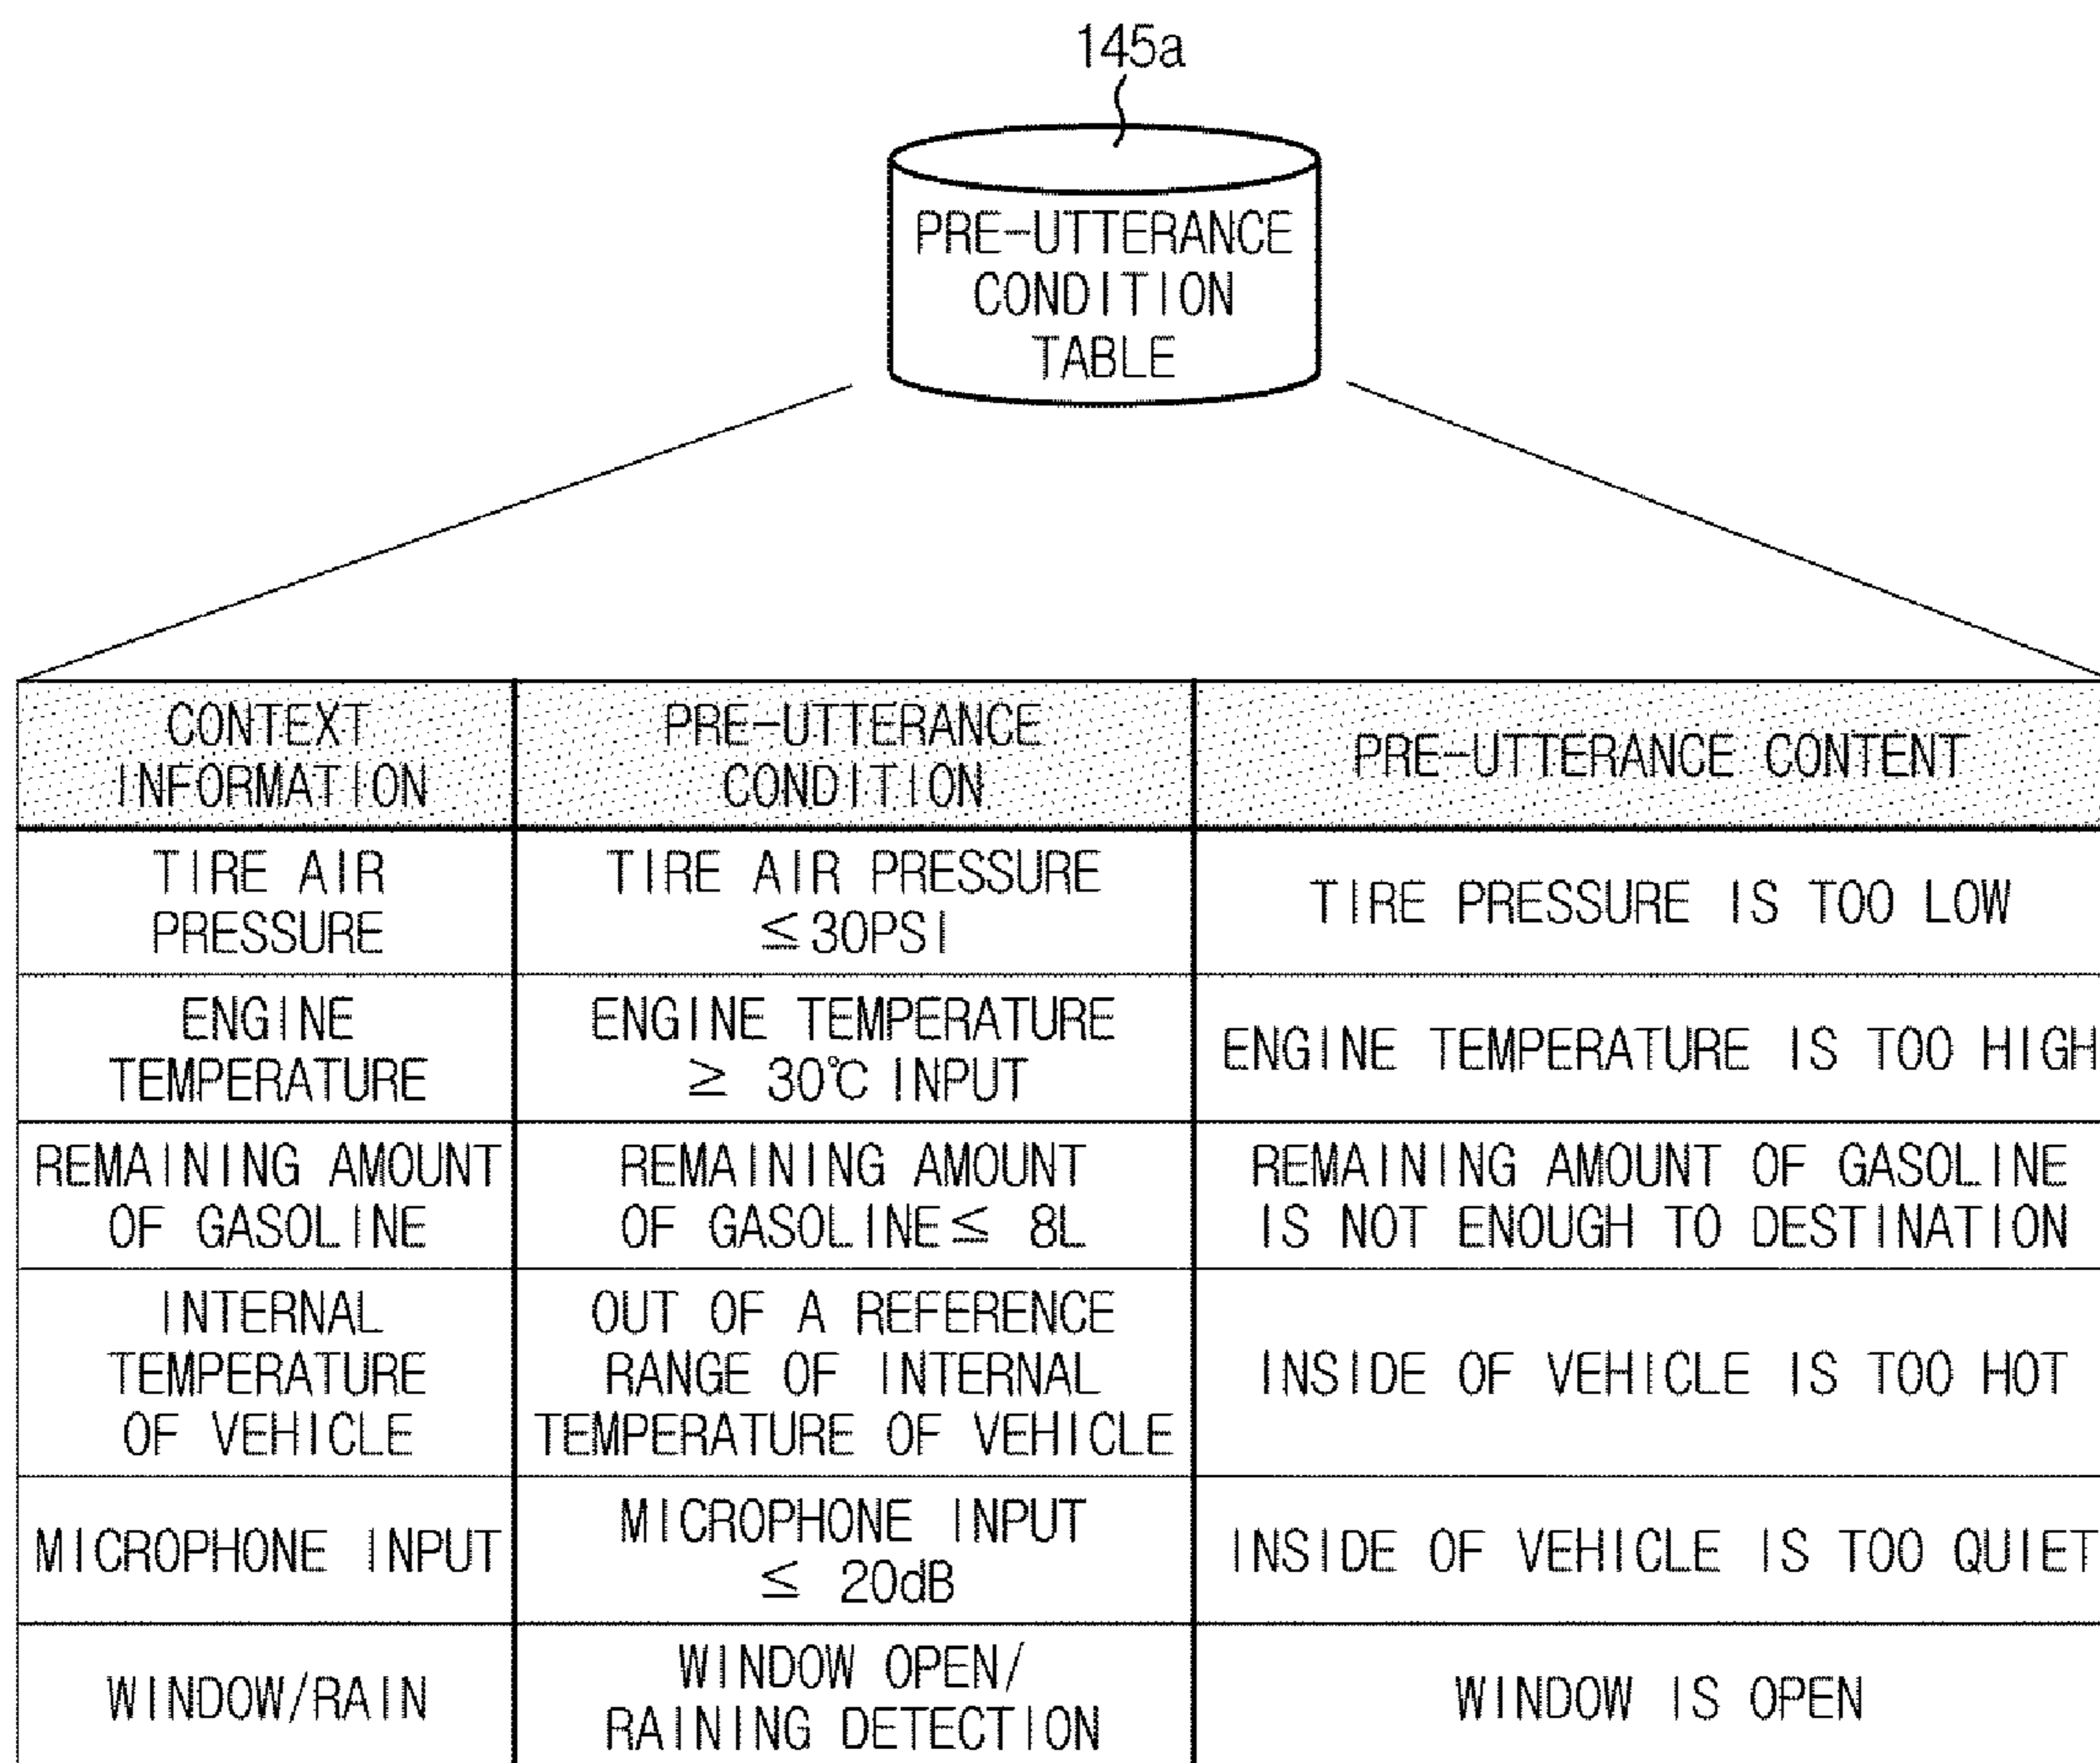 145a
PRE-UTTERANCE
CONDITION
TABLE
CONTEXT
INFORMATION
PRE-UTTERANCE
CONDITION
PRE-UTTERANCE CONTENT
TIRE AIR
PRESSURE
TIRE AIR PRESSURE
≤30PSI
TIRE PRESSURE IS TOO LOW
ENGINE
TEMPERATURE
ENGINE TEMPERATURE
≥ 30℃ INPUT
ENGINE TEMPERATURE IS TOO HIGH
REMAINING AMOUNT
OF GASOLINE
REMAINING AMOUNT
OF GASOLINE≤ 8L
REMAINING AMOUNT OF GASOLINE
IS NOT ENOUGH TO DESTINATION
INTERNAL
TEMPERATURE
OF VEHICLE
OUT OF A REFERENCE
RANGE OF INTERNAL
TEMPERATURE OF VEHICLE
INSIDE OF VEHICLE IS TOO HOT
MICROPHONE INPUT
MICROPHONE INPUT
≤ 20dB
INSIDE OF VEHICLE IS TOO QUIET
WINDOW/RAIN
WINDOW OPEN/
RAINING DETECTION
WINDOW IS OPEN